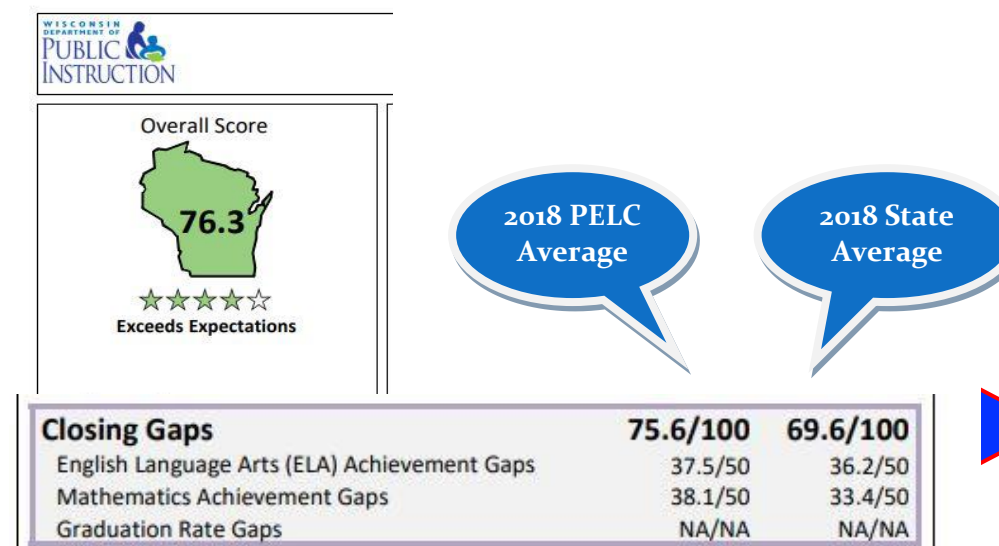 WISCONSIN
DEPARTMENT OF
PUBLIC
INSTRUCTION
Overall Score
76.3
Exceeds Expectations
2018 PELC
Average
2018 State
Average
Closing Gaps 75.6/100 69.6/100
English Language Arts (ELA) Achievement Gaps 37.5/50 36.2/50
Mathematics Achievement Gaps 38.1/50 33.4/50
Graduation Rate Gaps NA/NA NA/NA